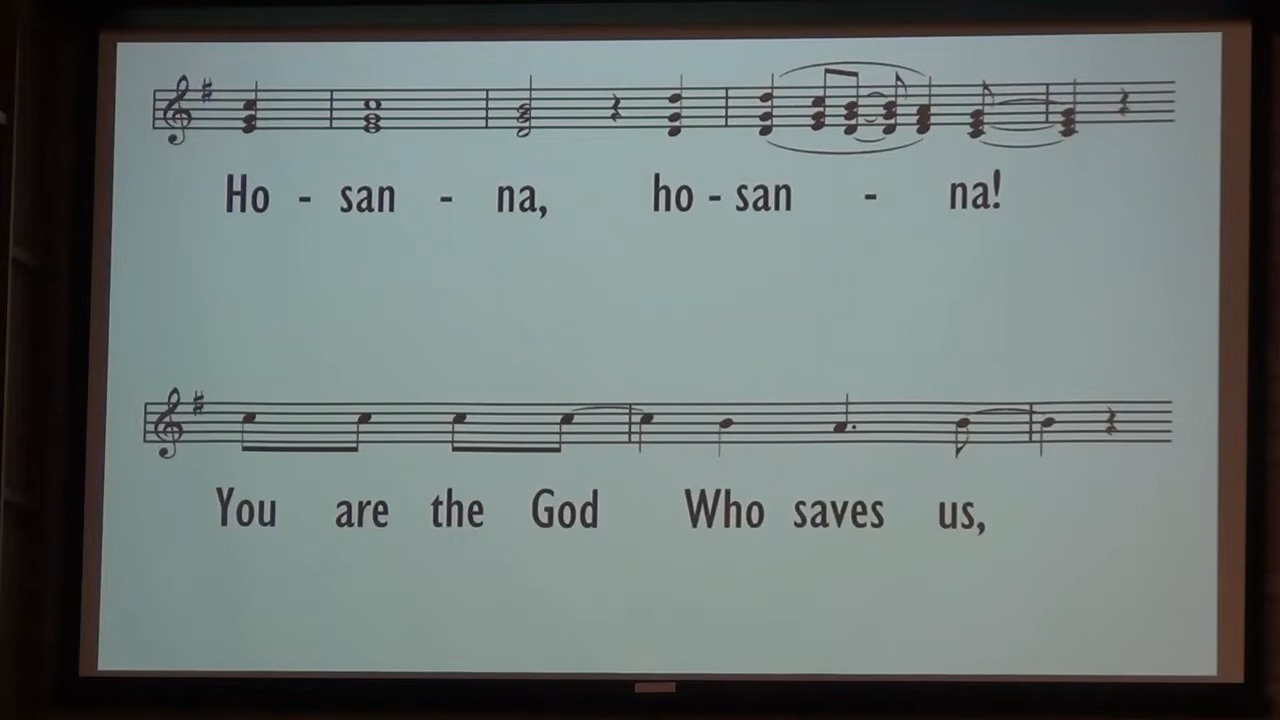 Ho - san - na, ho - san - na!
You are the God Who saves us,